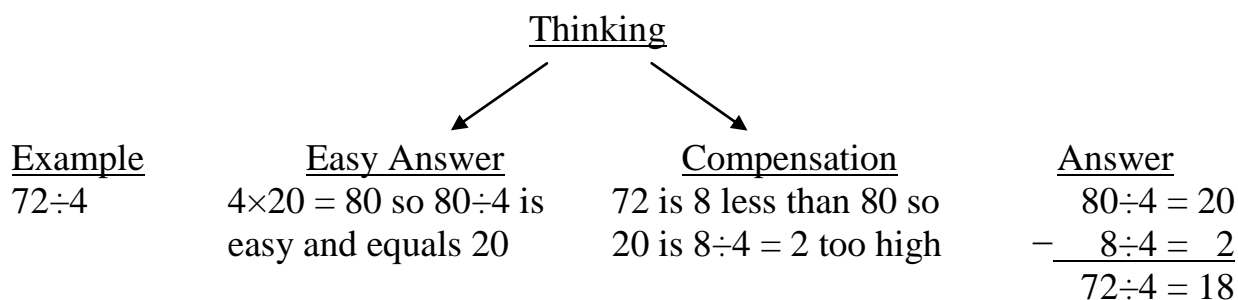 Thinking
Example Easy Answer Compensation Answer
72÷4 4×20 = 80 so 80÷4 is 72 is 8 less than 80 so 80÷4 = 20
easy and equals 20 20 is 8÷4 = 2 too high − 8÷4 = 2
72÷4 = 18